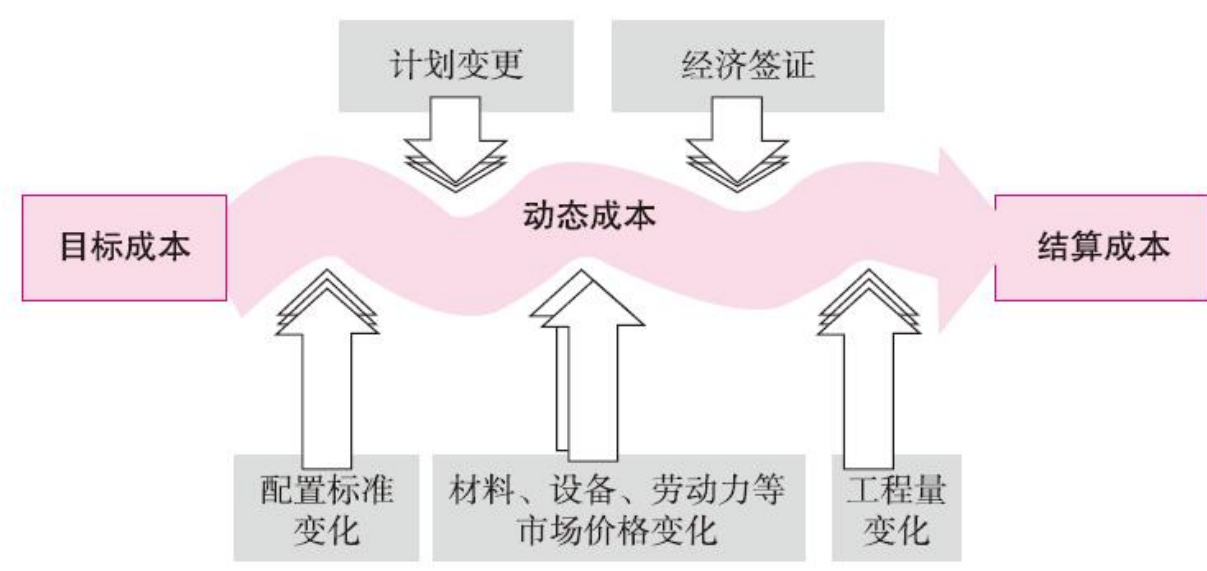 计划变更
经济签证
动态成本
目标成本
结算成本
配置标准
变化
材料、设备、劳动力等
市场价格变化
工程量
变化